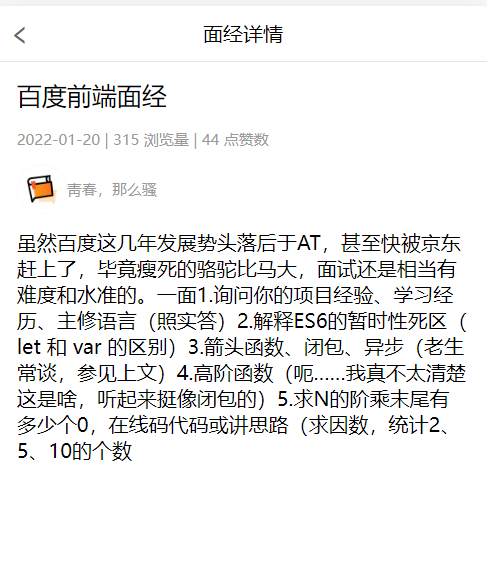 面经详情
百度前端面经
2022-01-20 | 315 浏览量 | 44 点赞数
青春，那么骚
虽然百度这几年发展势头落后于AT，甚至快被京东
赶上了，毕竟瘦死的骆驼比马大，面试还是相当有
难度和水准的。一面1.询问你的项目经验、学习经
历、主修语言（照实答）2.解释ES6的暂时性死区（
let 和 var 的区别）3.箭头函数、闭包、异步（老生
常谈，参见上文）4.高阶函数（呃……我真不太清楚
这是啥，听起来挺像闭包的）5.求N的阶乘末尾有
多少个0，在线码代码或讲思路（求因数，统计2、
5、10的个数